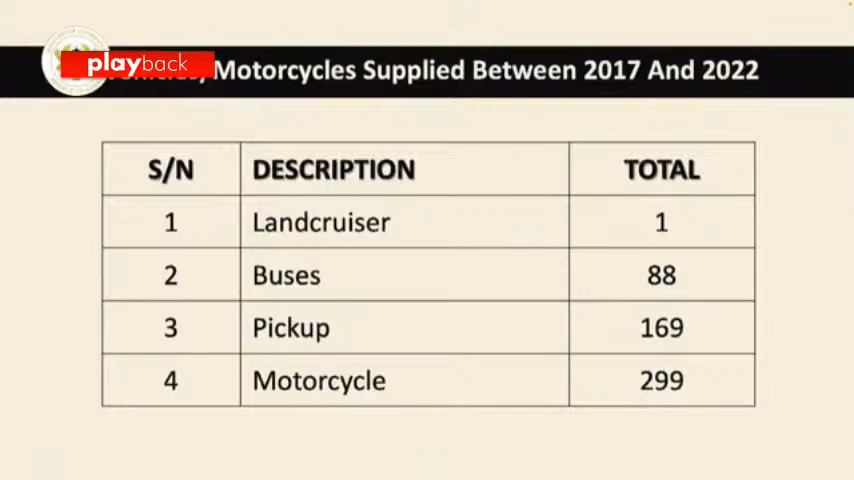 playback
Motorcycles Supplied Between 2017 And 2022
S/N DESCRIPTION TOTAL
1 Landcruiser 1
2 Buses 88
3 Pickup 169
4 Motorcycle 299